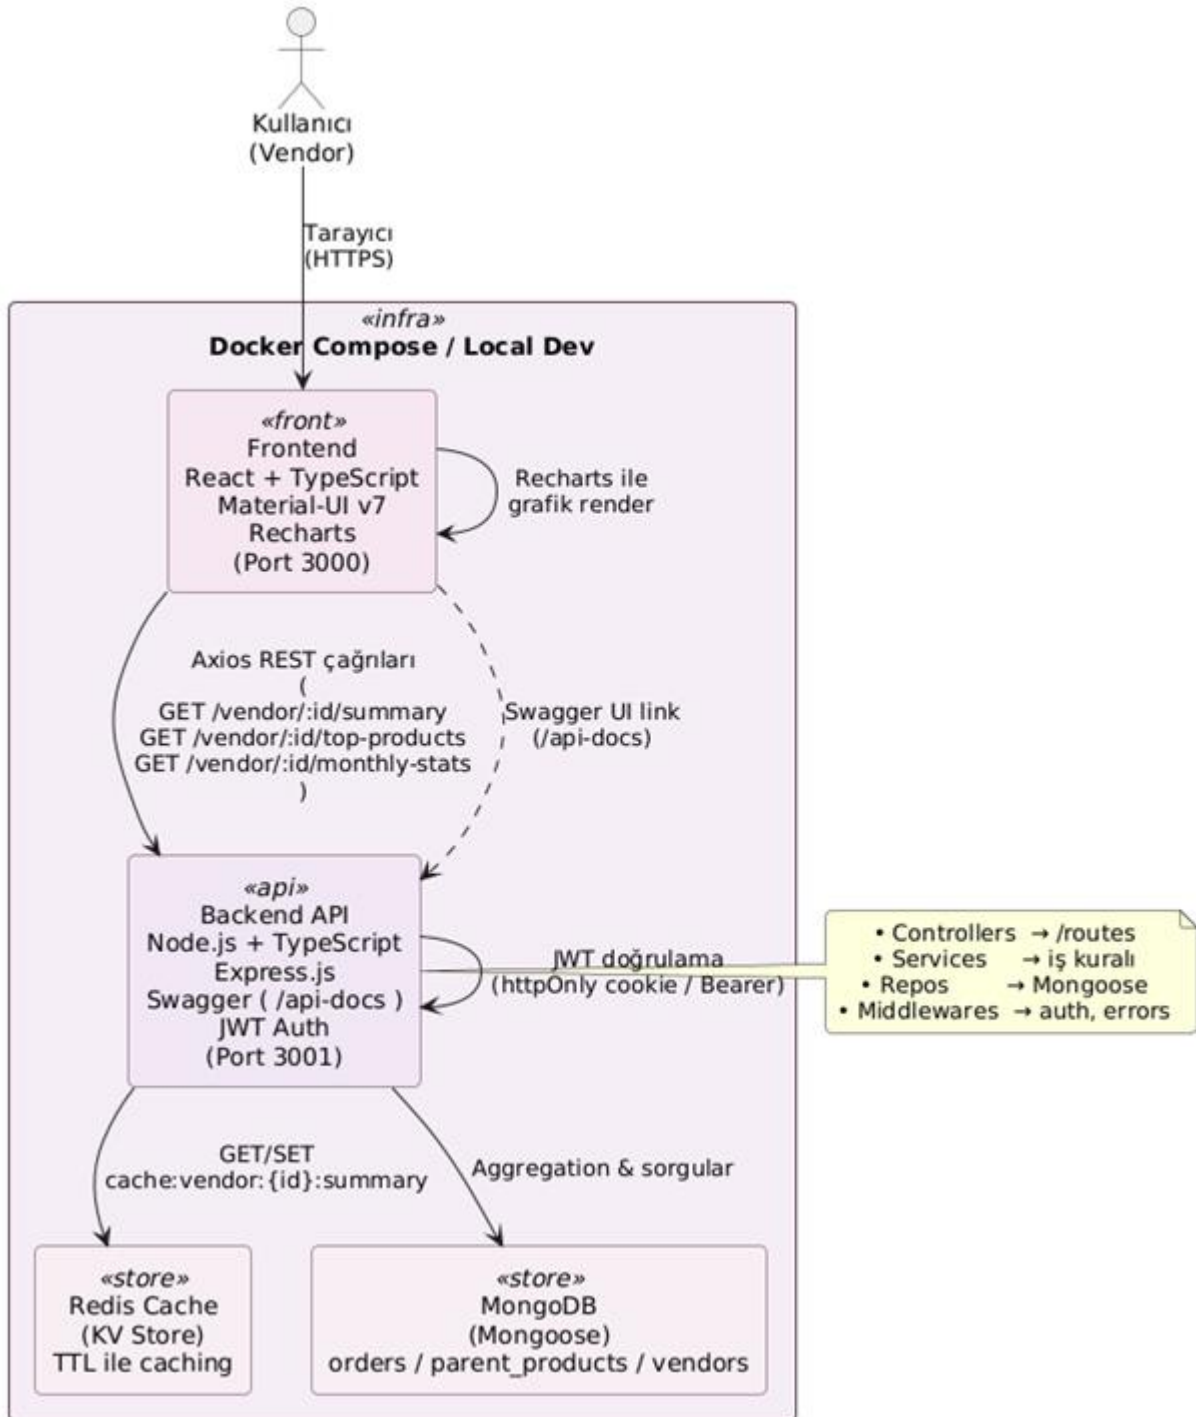 Kullanıcı
(Vendor)
Tarayıcı
(HTTPS)
«infra»
Docker Compose / Local Dev
«front»
Frontend
React + TypeScript
Material-UI v7
Recharts
(Port 3000)
Recharts ile
grafik render
Axios REST çağrıları
(
GET /vendor/:id/summary
GET /vendor/:id/top-products
GET /vendor/:id/monthly-stats
)
Swagger UI link
(/api-docs)
«api»
Backend API
Node.js + TypeScript
Express.js
Swagger ( /api-docs )
JWT Auth
(Port 3001)
JWT doğrulama
(httpOnly cookie / Bearer)
• Controllers → /routes
• Services → iş kuralı
• Repos → Mongoose
• Middlewares → auth, errors
GET/SET
cache:vendor:{id}:summary
Aggregation & sorgular
«store»
Redis Cache
(KV Store)
TTL ile caching
«store»
MongoDB
(Mongoose)
orders / parent_products / vendors